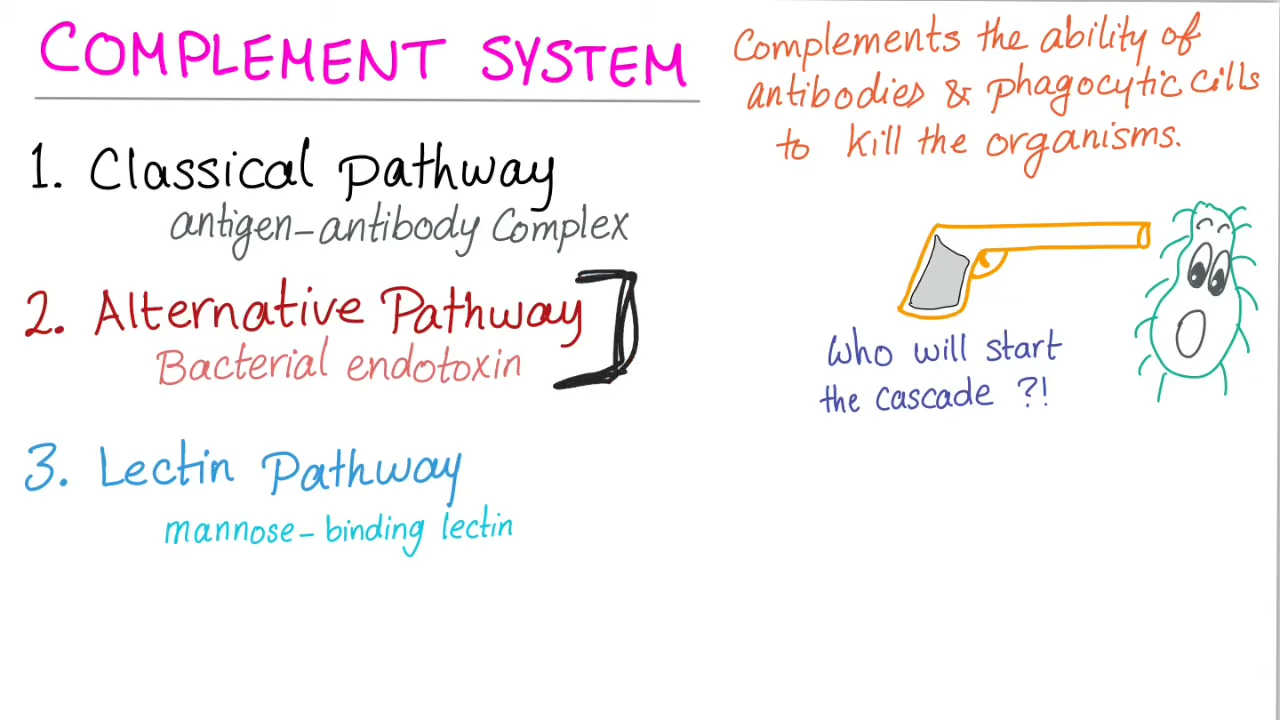 COMPLEMENT SYSTEM
Complements the ability of
antibodies & phagocytic cills
to kill the organisms.
1. Classical pathway
antigen-antibody Complex
2. Alternative Pathway
Bacterial endotoxin
3. Lectin Pathway
mannose-binding lectin
Who will start
the cascade ?!